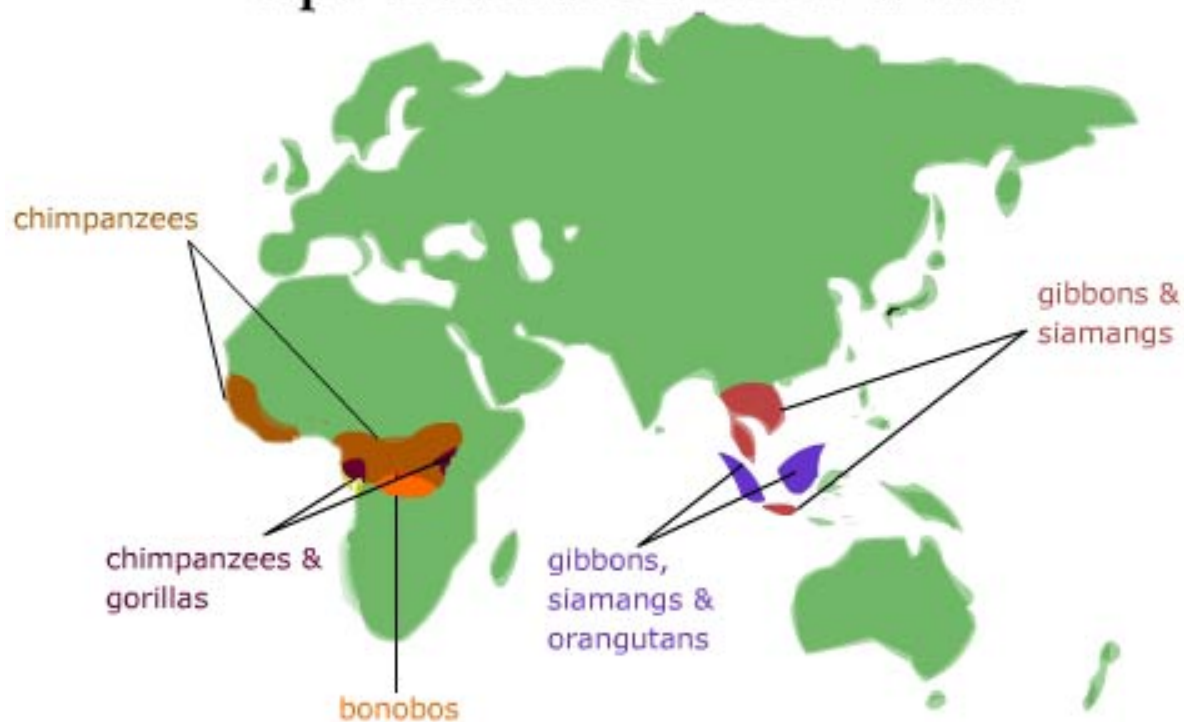 chimpanzees
gibbons &
siamangs
chimpanzees &
gorillas
gibbons,
siamangs &
orangutans
bonobos